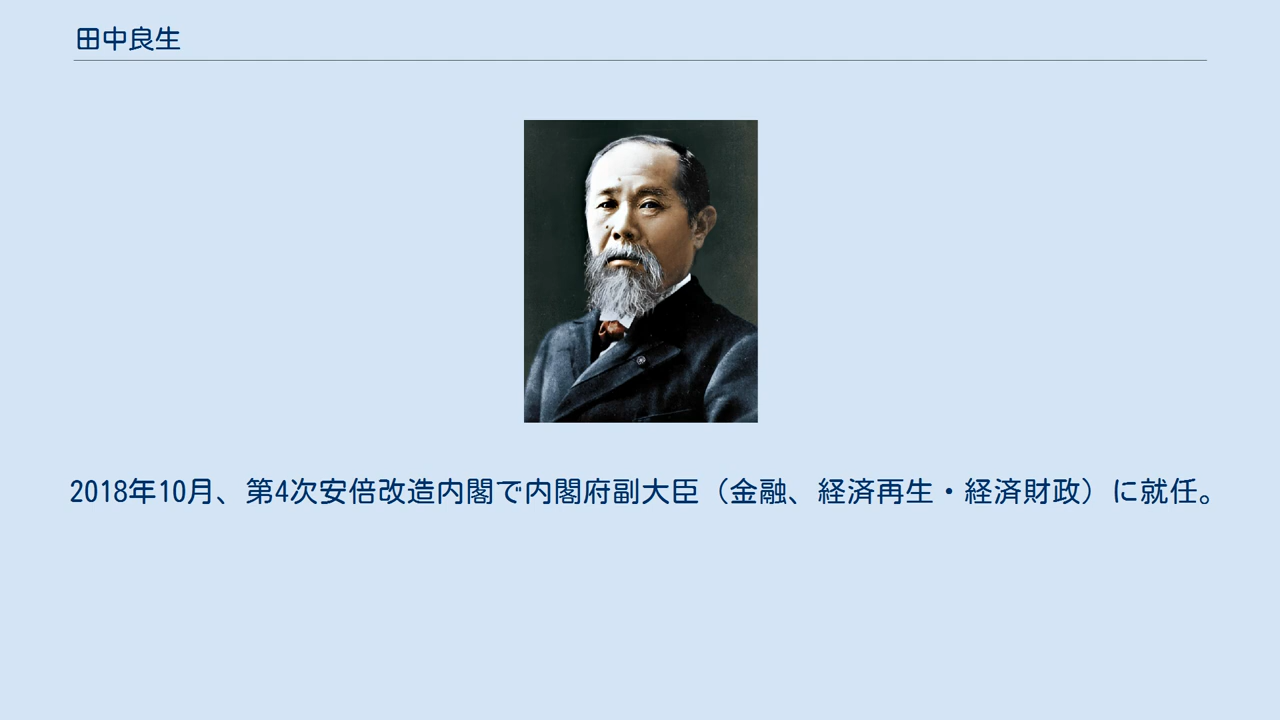 田中良生
2018年10月、第4次安倍改造内閣で内閣府副大臣（金融、経済再生・経済財政）に就任。